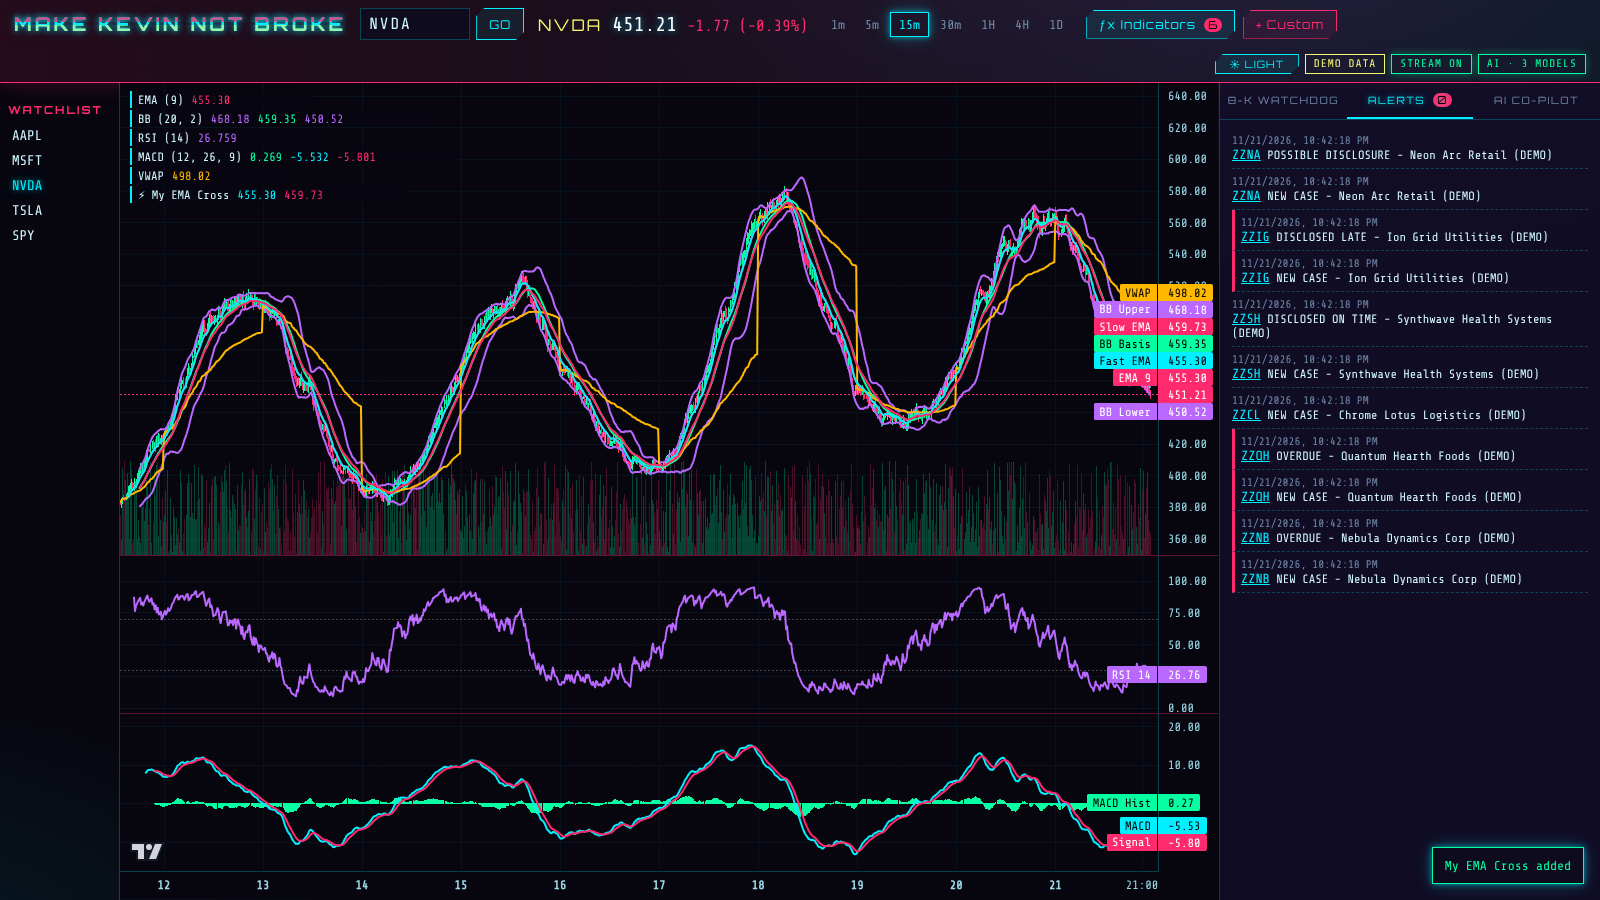 MAKE KEVIN NOT BROKE
NVDA
GO
NVDA 451.21 -1.77 (-0.39%)
1m 5m 15m 30m 1H 4H 1D
ƒx Indicators 6
+ Custom
☀ LIGHT
DEMO DATA
STREAM ON
AI · 3 MODELS
WATCHLIST
AAPL
MSFT
NVDA
TSLA
SPY
EMA (9) 455.30
BB (20, 2) 468.18 459.35 450.52
RSI (14) 26.759
MACD (12, 26, 9) 0.269 -5.532 -5.801
VWAP 498.02
⚡ My EMA Cross 455.30 459.73
640.00
620.00
600.00
580.00
560.00
540.00
VWAP 498.02
BB Upper 468.18
Slow EMA 459.73
BB Basis 459.35
Fast EMA 455.30
EMA 9 455.30
451.21
BB Lower 450.52
420.00
400.00
380.00
360.00
100.00
75.00
50.00
RSI 14 26.76
0.00
20.00
10.00
MACD Hist 0.27
MACD -5.53
Signal -5.80
12 13 14 15 16 17 18 19 20 21 21:00
8-K WATCHDOG
ALERTS 0
AI CO-PILOT
11/21/2026, 10:42:18 PM
ZZNA POSSIBLE DISCLOSURE - Neon Arc Retail (DEMO)
11/21/2026, 10:42:18 PM
ZZNA NEW CASE - Neon Arc Retail (DEMO)
11/21/2026, 10:42:18 PM
ZZIG DISCLOSED LATE - Ion Grid Utilities (DEMO)
11/21/2026, 10:42:18 PM
ZZIG NEW CASE - Ion Grid Utilities (DEMO)
11/21/2026, 10:42:18 PM
ZZSH DISCLOSED ON TIME - Synthwave Health Systems
(DEMO)
11/21/2026, 10:42:18 PM
ZZSH NEW CASE - Synthwave Health Systems (DEMO)
11/21/2026, 10:42:18 PM
ZZCL NEW CASE - Chrome Lotus Logistics (DEMO)
11/21/2026, 10:42:18 PM
ZZQH OVERDUE - Quantum Hearth Foods (DEMO)
11/21/2026, 10:42:18 PM
ZZQH NEW CASE - Quantum Hearth Foods (DEMO)
11/21/2026, 10:42:18 PM
ZZNB OVERDUE - Nebula Dynamics Corp (DEMO)
11/21/2026, 10:42:18 PM
ZZNB NEW CASE - Nebula Dynamics Corp (DEMO)
My EMA Cross added